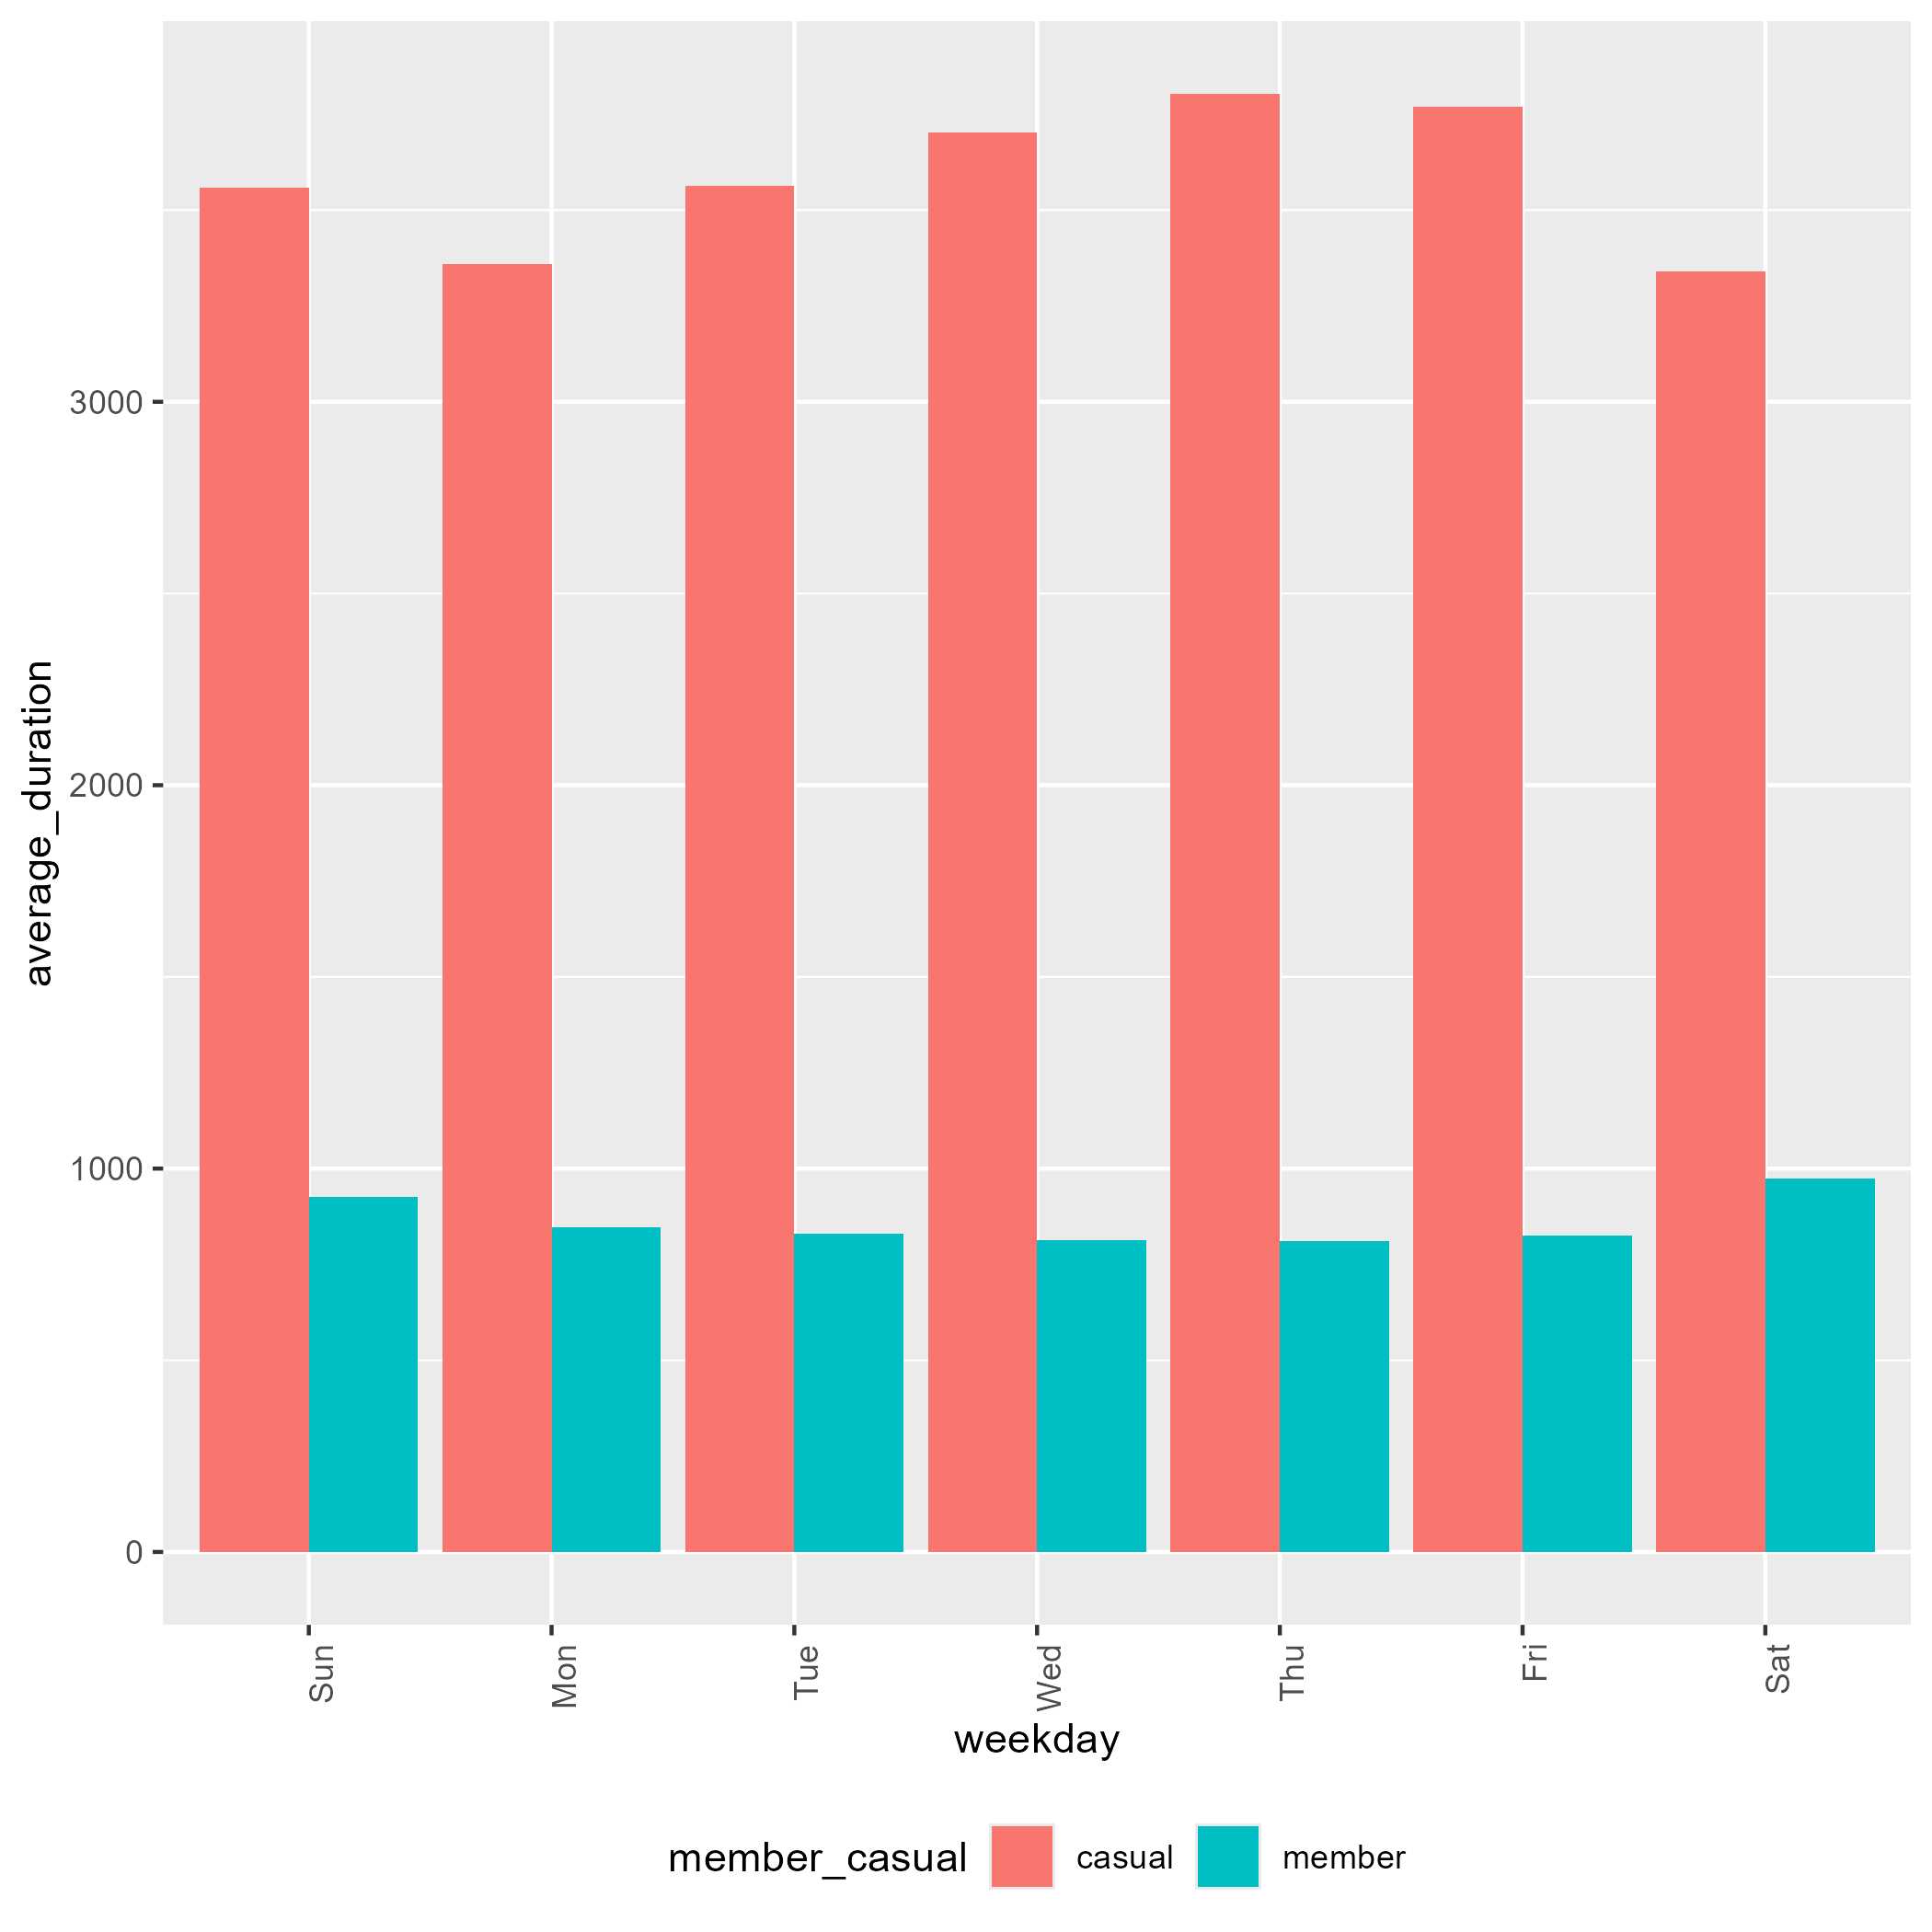 average_duration
3000
2000
1000
0
Sun Mon Tue Wed Thu Fri Sat
weekday
member_casual casual member